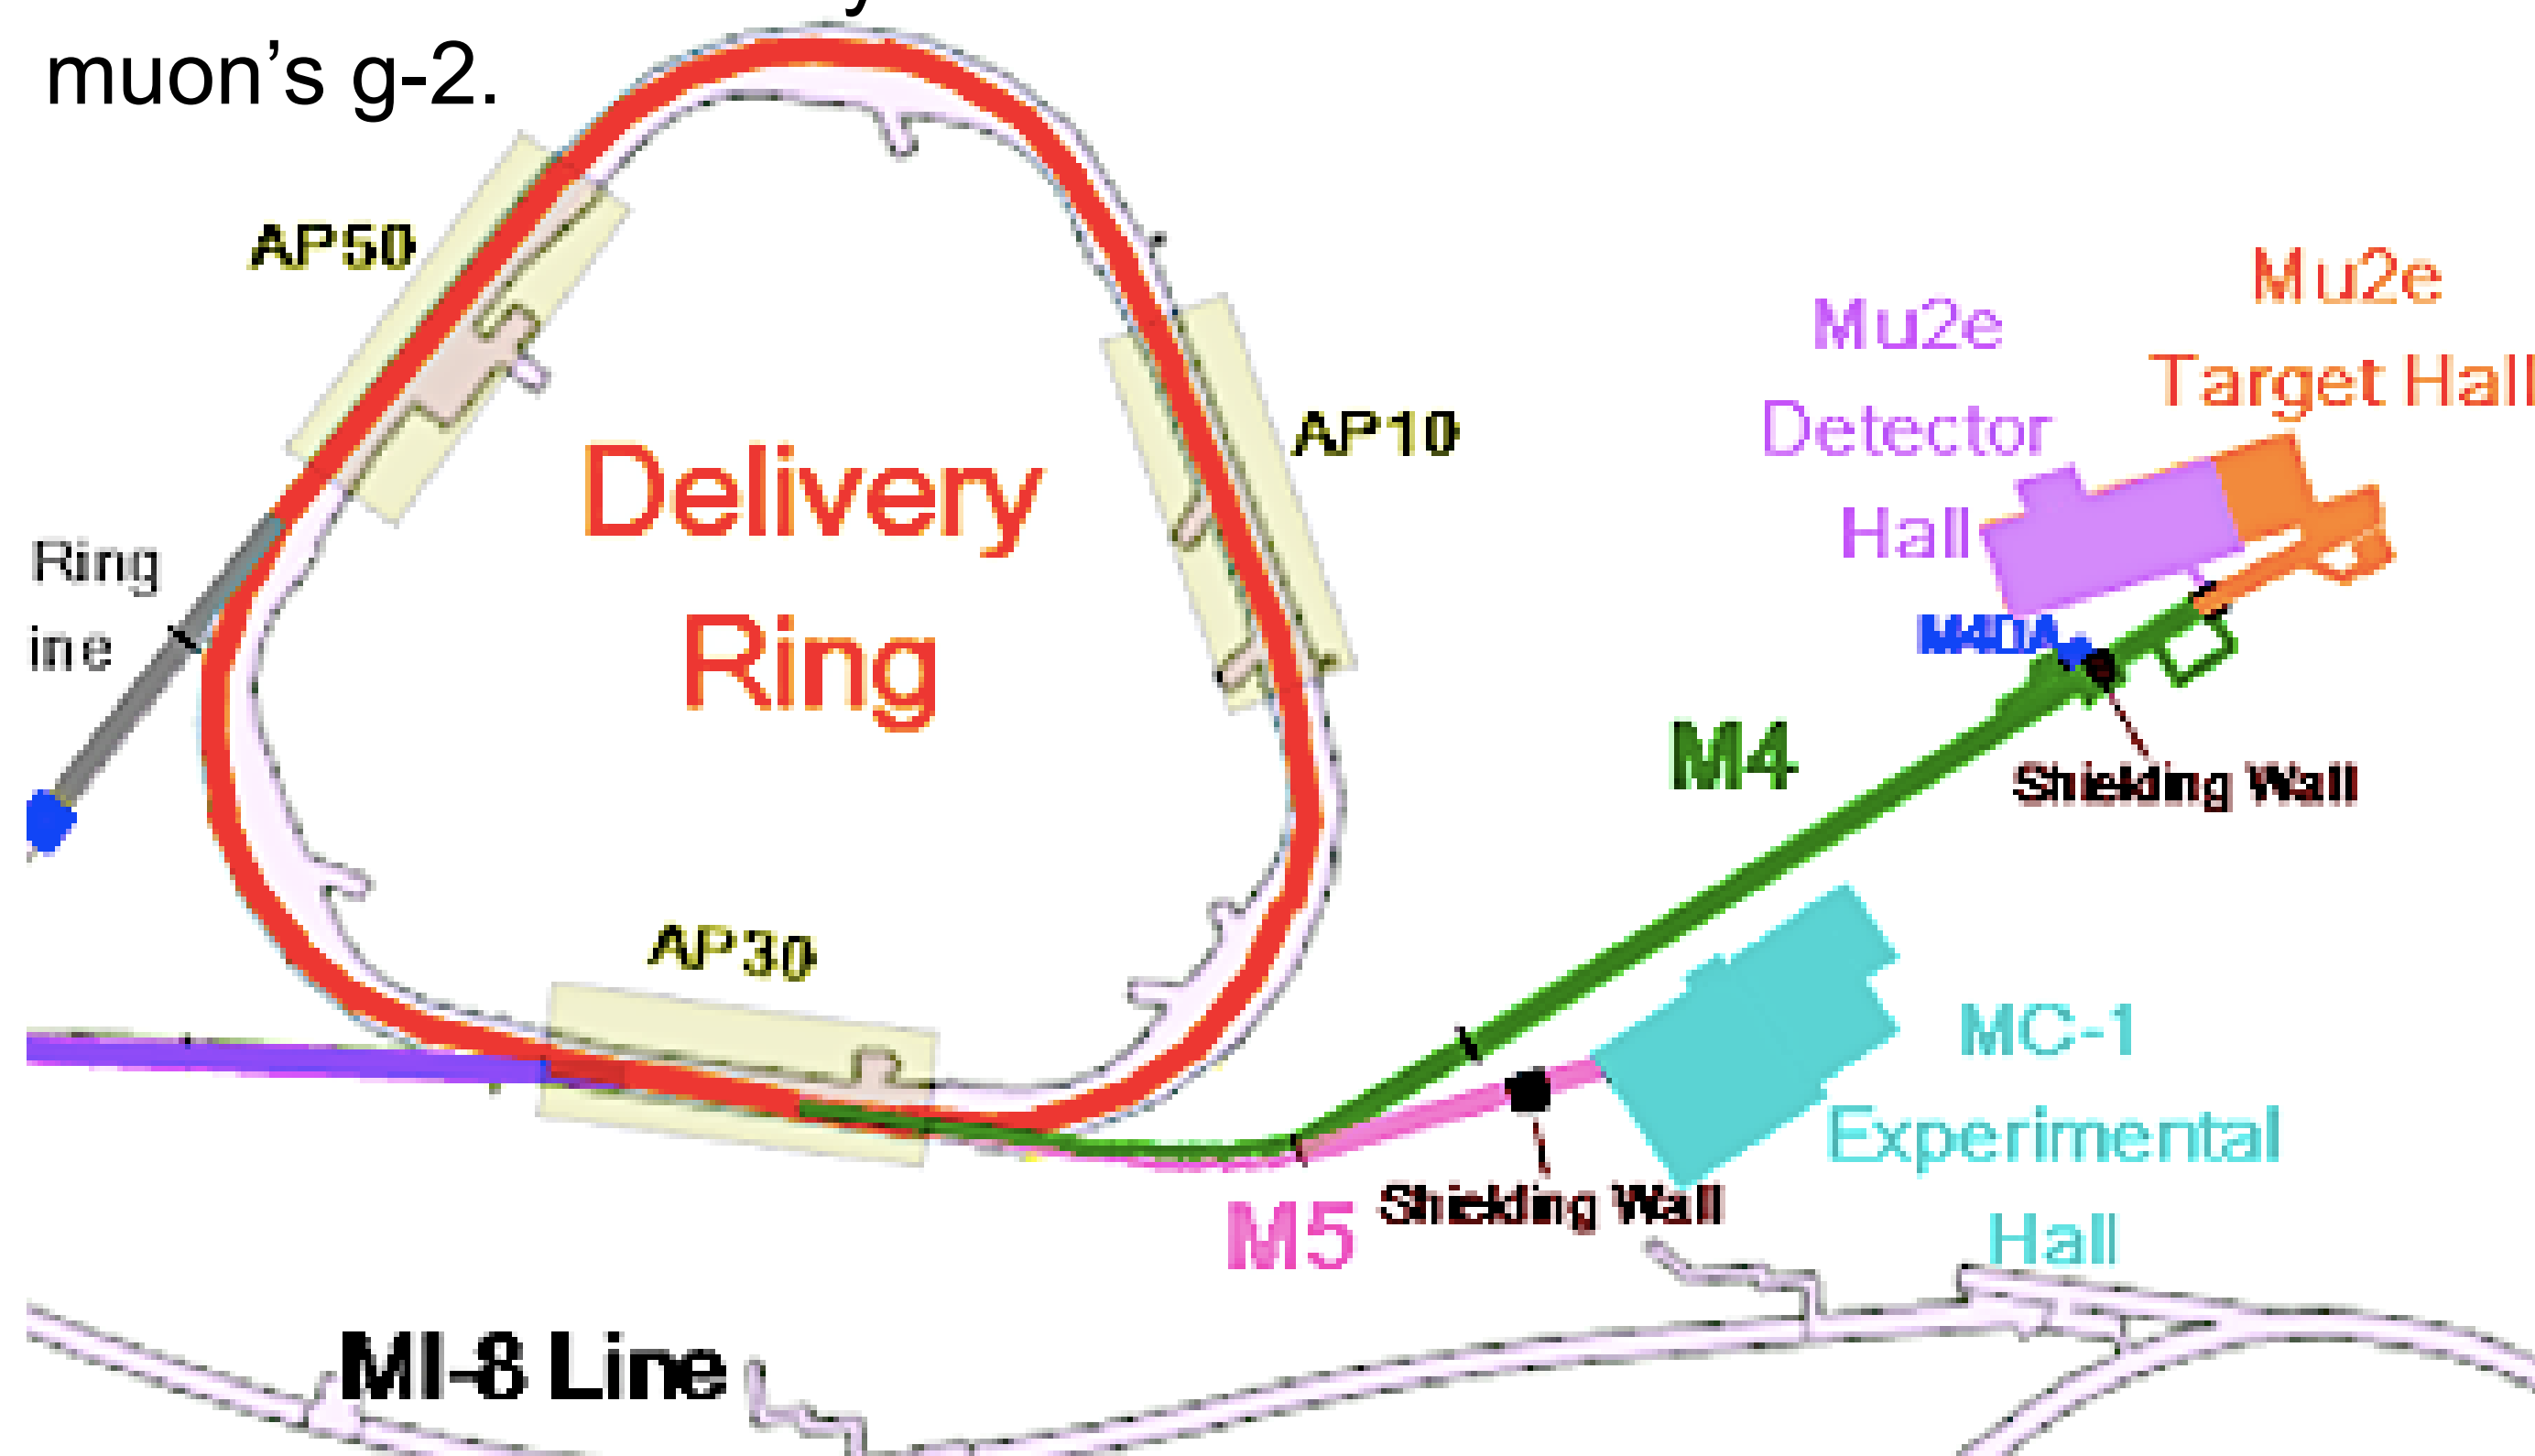 muon’s g-2.
AP50
Mu2e
Target Hall
Mu2e
Detector
Hall
AP10
Delivery
Ring
Ring
ine
M4DA
M4
Shielding Wall
AP30
MC-1
Experimental
Hall
M5
Shielding Wall
MI-8 Line